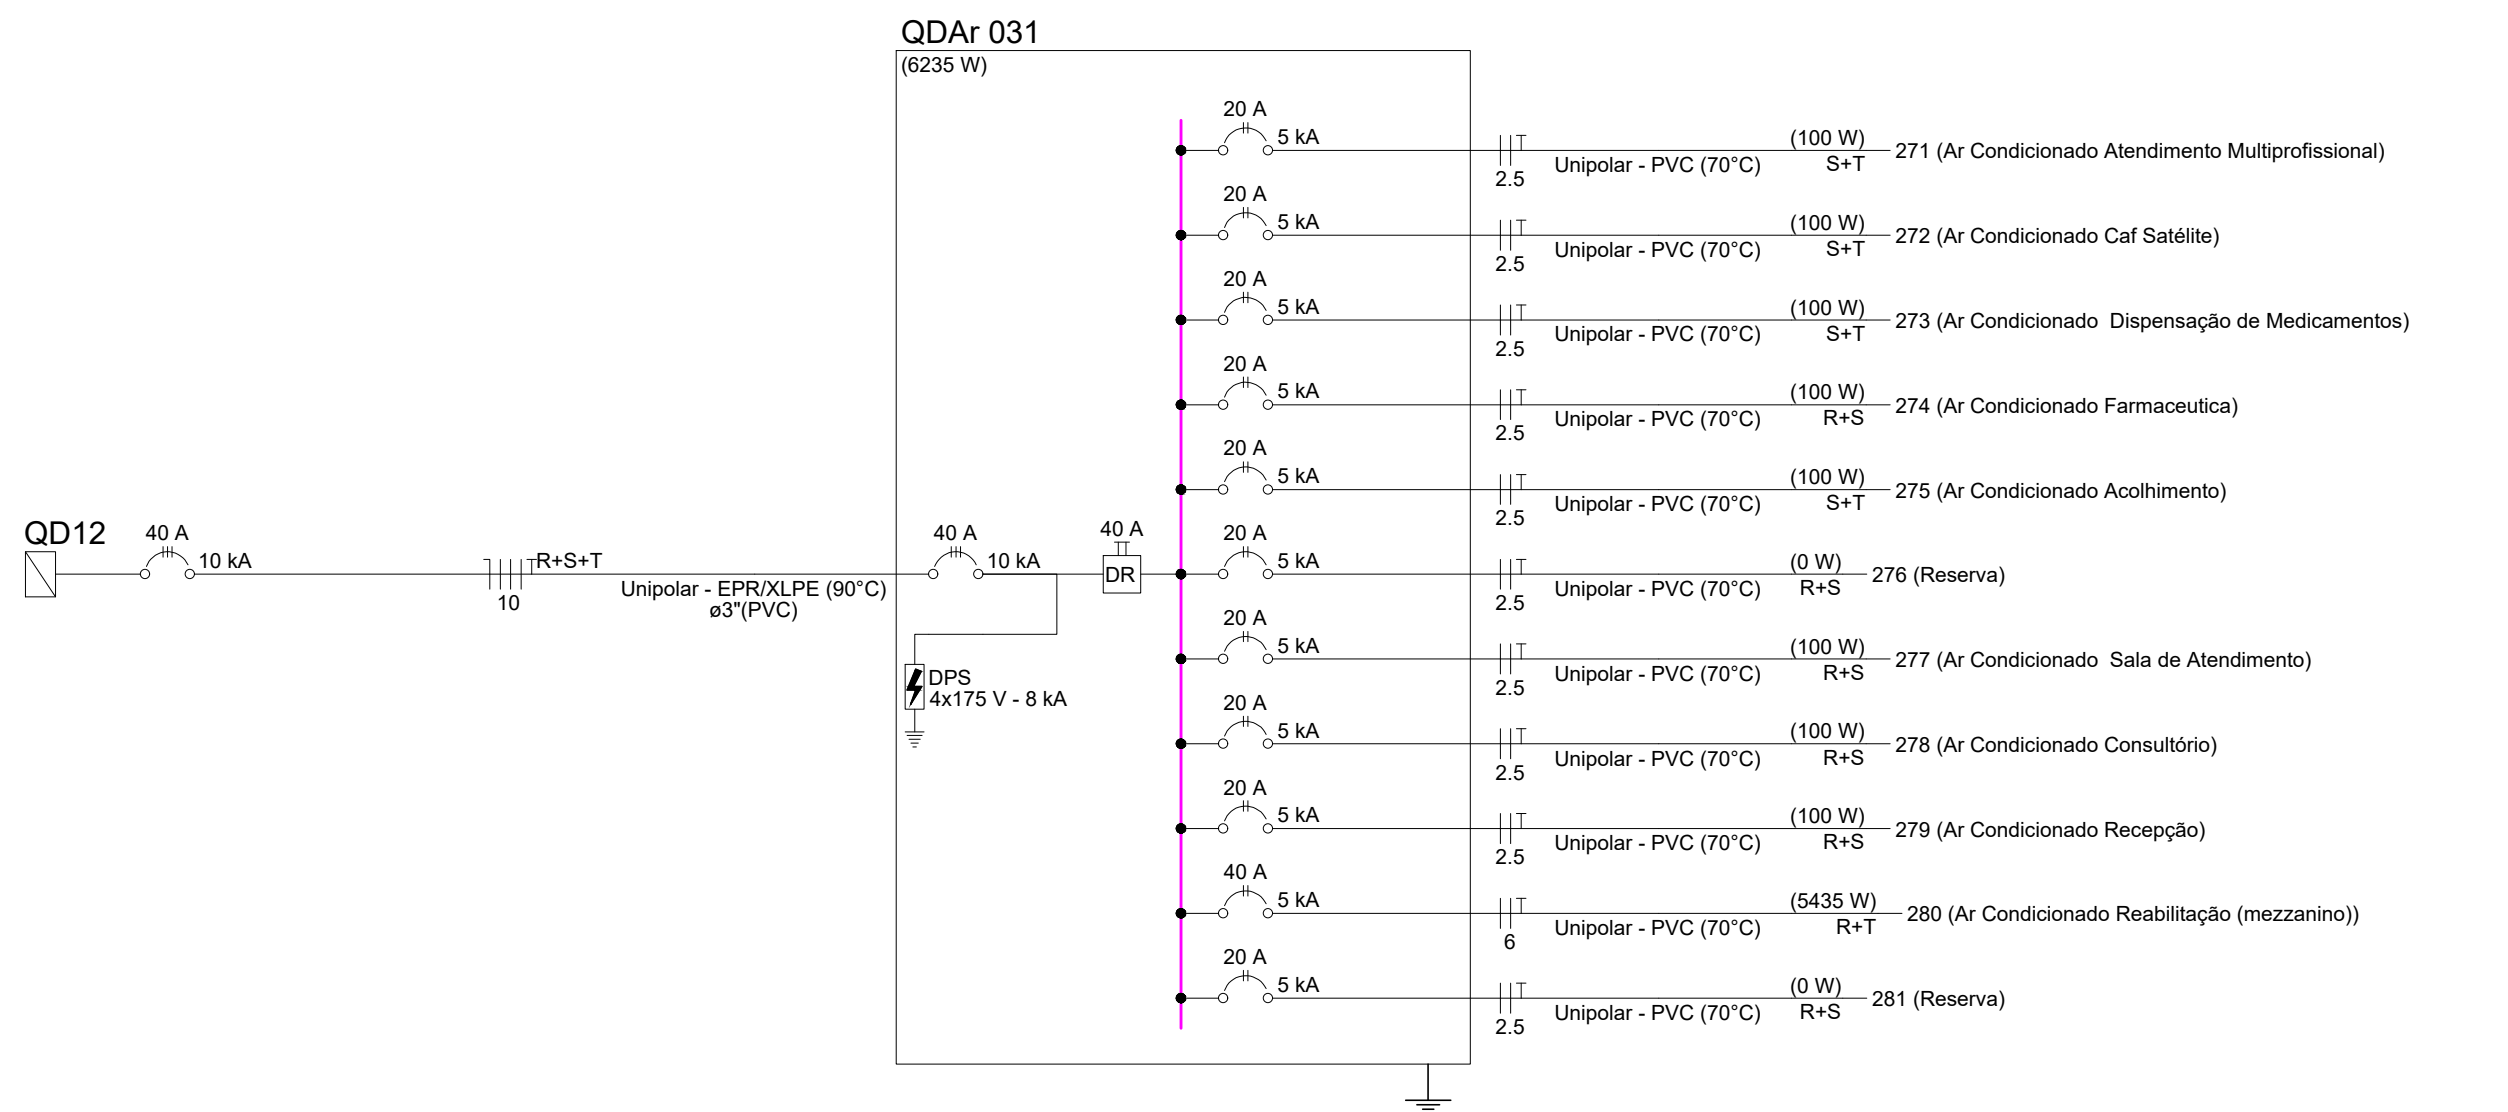 QDAr 031
(6235 W)
20 A
5 kA
2.5
Unipolar - PVC (70°C)
(100 W)
S+T
271 (Ar Condicionado Atendimento Multiprofissional)
20 A
5 kA
2.5
Unipolar - PVC (70°C)
(100 W)
S+T
272 (Ar Condicionado Caf Satélite)
20 A
5 kA
2.5
Unipolar - PVC (70°C)
(100 W)
S+T
273 (Ar Condicionado  Dispensação de Medicamentos)
20 A
5 kA
2.5
Unipolar - PVC (70°C)
(100 W)
R+S
274 (Ar Condicionado Farmaceutica)
20 A
5 kA
2.5
Unipolar - PVC (70°C)
(100 W)
S+T
275 (Ar Condicionado Acolhimento)
QD12
40 A
10 kA
R+S+T
10
Unipolar - EPR/XLPE (90°C)
ø3"(PVC)
40 A
10 kA
40 A
DR
DPS
4x175 V - 8 kA
20 A
5 kA
2.5
Unipolar - PVC (70°C)
(0 W)
R+S
276 (Reserva)
20 A
5 kA
2.5
Unipolar - PVC (70°C)
(100 W)
R+S
277 (Ar Condicionado  Sala de Atendimento)
20 A
5 kA
2.5
Unipolar - PVC (70°C)
(100 W)
R+S
278 (Ar Condicionado Consultório)
20 A
5 kA
2.5
Unipolar - PVC (70°C)
(100 W)
R+S
279 (Ar Condicionado Recepção)
40 A
5 kA
6
Unipolar - PVC (70°C)
(5435 W)
R+T
280 (Ar Condicionado Reabilitação (mezzanino))
20 A
5 kA
2.5
Unipolar - PVC (70°C)
(0 W)
R+S
281 (Reserva)